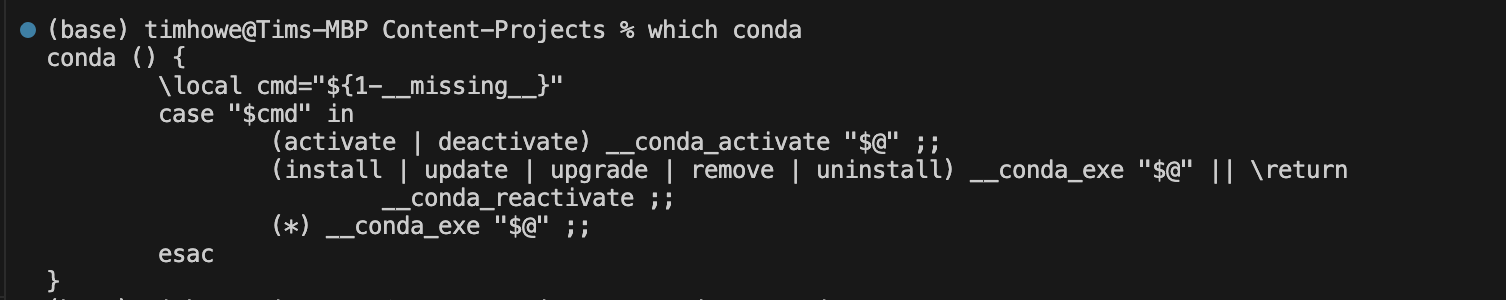 (base) timhowe@Tims-MBP Content-Projects % which conda
conda () {
        \local cmd="${1-__missing__}"
        case "$cmd" in
                (activate | deactivate) __conda_activate "$@" ;;
                (install | update | upgrade | remove | uninstall) __conda_exe "$@" || \return
                        __conda_reactivate ;;
                (*) __conda_exe "$@" ;;
        esac
}